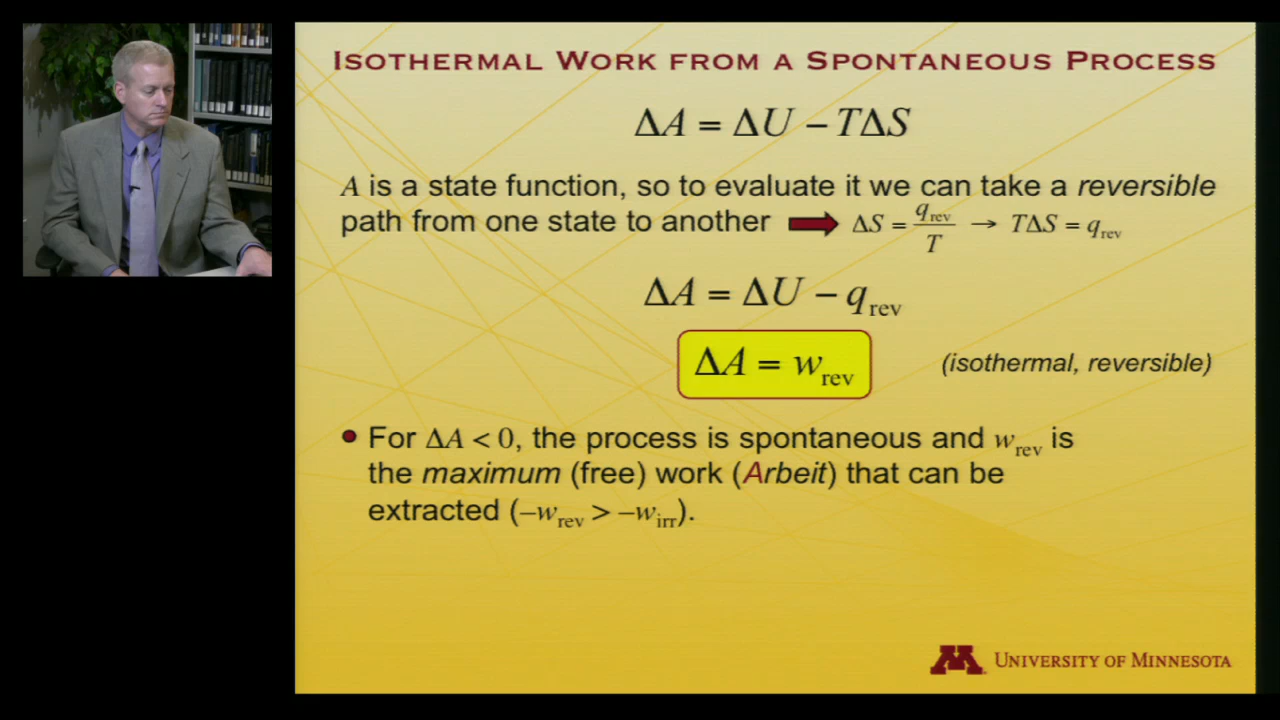 ISOTHERMAL WORK FROM A SPONTANEOUS PROCESS
ΔA = ΔU − TΔS
A is a state function, so to evaluate it we can take a reversible
path from one state to another ➡ ΔS = q_rev / T → TΔS = q_rev
ΔA = ΔU − q_rev
ΔA = w_rev (isothermal, reversible)
• For ΔA < 0, the process is spontaneous and w_rev is
the maximum (free) work (Arbeit) that can be
extracted (–w_rev > –w_irr).
M UNIVERSITY OF MINNESOTA